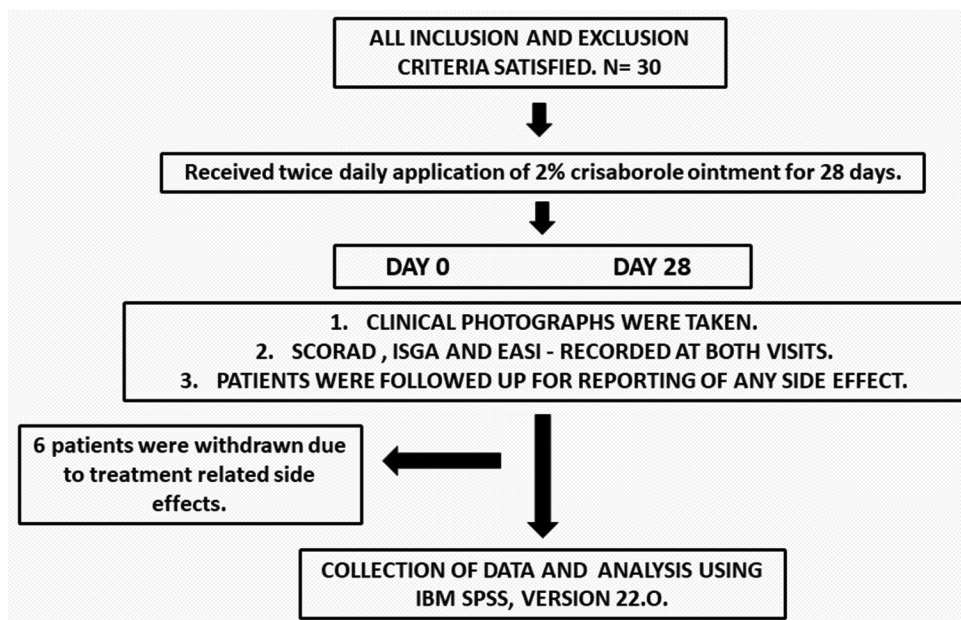 ALL INCLUSION AND EXCLUSION
CRITERIA SATISFIED. N= 30
Received twice daily application of 2% crisaborole ointment for 28 days.
DAY 0 DAY 28
1. CLINICAL PHOTOGRAPHS WERE TAKEN.
2. SCORAD , ISGA AND EASI - RECORDED AT BOTH VISITS.
3. PATIENTS WERE FOLLOWED UP FOR REPORTING OF ANY SIDE EFFECT.
6 patients were withdrawn due
to treatment related side
effects.
COLLECTION OF DATA AND ANALYSIS USING
IBM SPSS, VERSION 22.O.